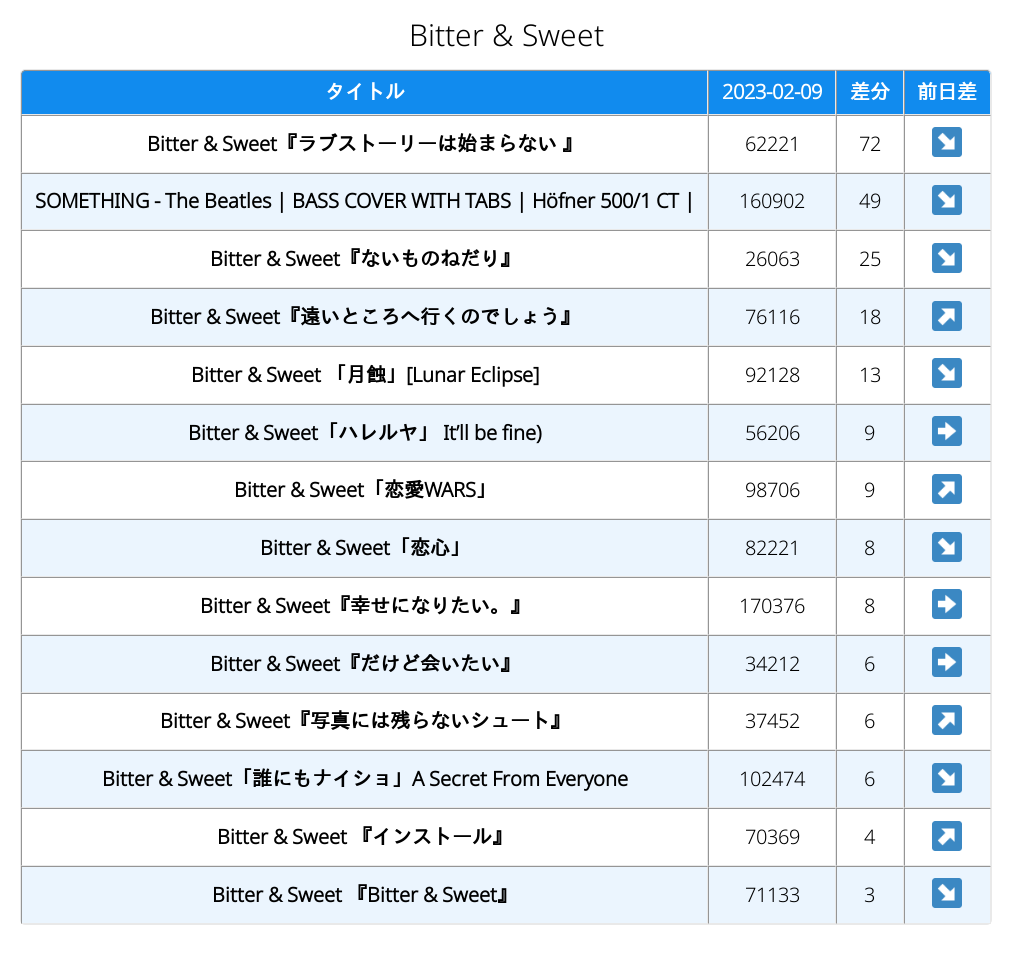 Bitter & Sweet
タイトル 2023-02-09 差分 前日差
Bitter & Sweet『ラブストーリーは始まらない 』 62221 72
SOMETHING - The Beatles | BASS COVER WITH TABS | Höfner 500/1 CT | 160902 49
Bitter & Sweet『ないものねだり』 26063 25
Bitter & Sweet『遠いところへ行くのでしょう』 76116 18
Bitter & Sweet 「月蝕」[Lunar Eclipse] 92128 13
Bitter & Sweet「ハレルヤ」 It’ll be fine) 56206 9
Bitter & Sweet「恋愛WARS」 98706 9
Bitter & Sweet「恋心」 82221 8
Bitter & Sweet『幸せになりたい。』 170376 8
Bitter & Sweet『だけど会いたい』 34212 6
Bitter & Sweet『写真には残らないシュート』 37452 6
Bitter & Sweet「誰にもナイショ」A Secret From Everyone 102474 6
Bitter & Sweet 『インストール』 70369 4
Bitter & Sweet 『Bitter & Sweet』 71133 3